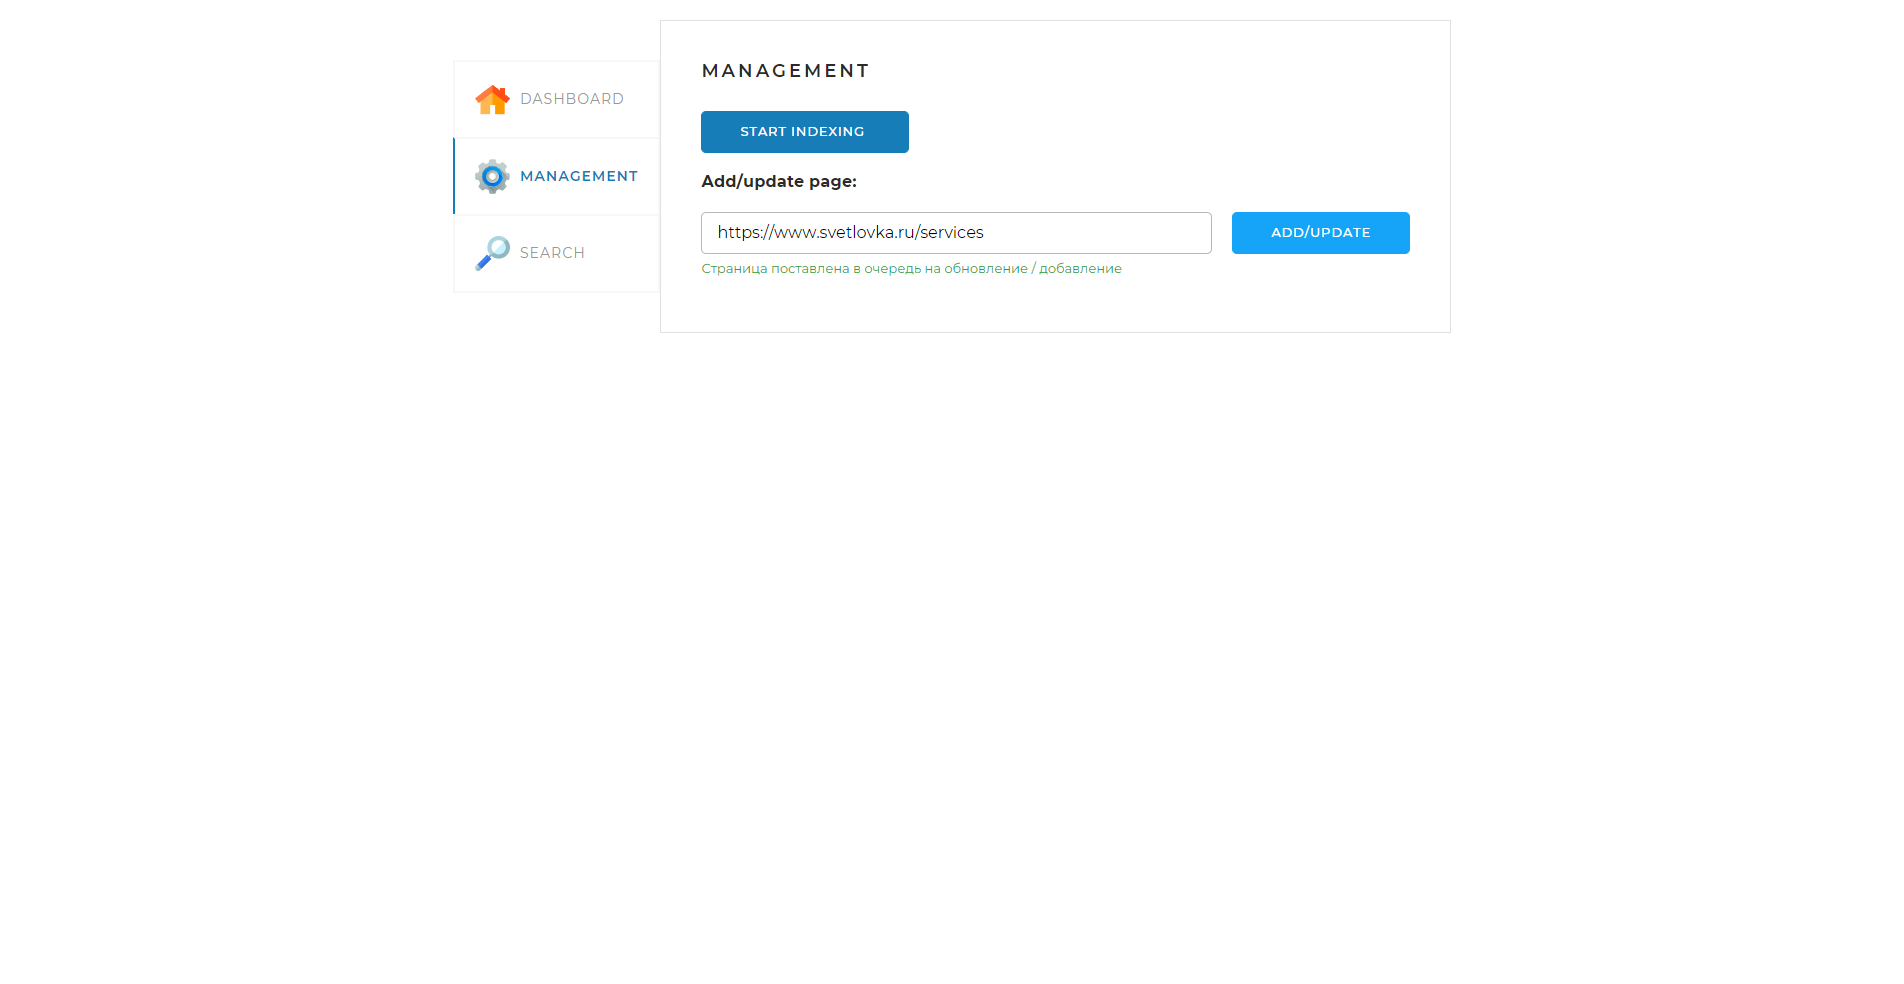 DASHBOARD
MANAGEMENT
SEARCH
MANAGEMENT
START INDEXING
Add/update page:
https://www.svetlovka.ru/services
ADD/UPDATE
Страница поставлена в очередь на обновление / добавление